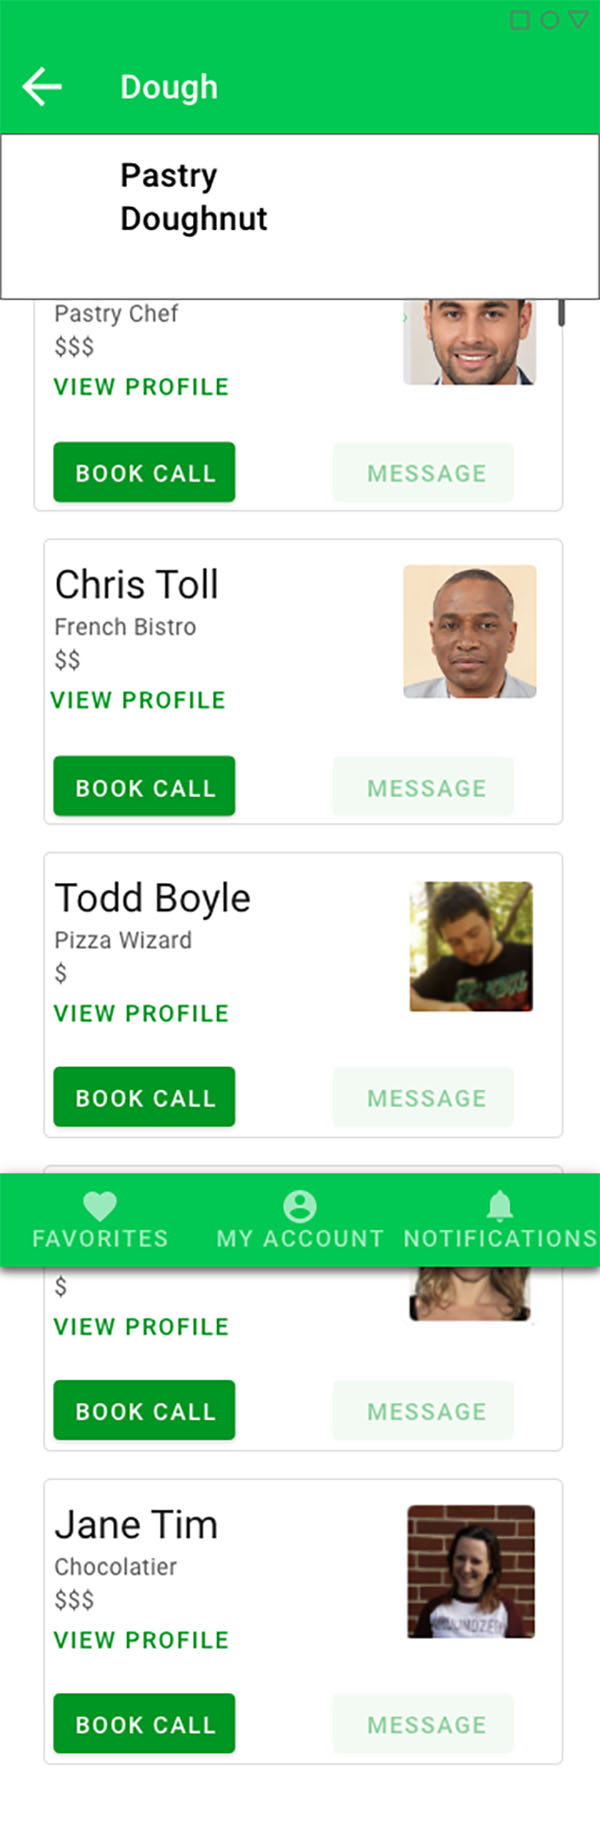 Dough
Pastry
Doughnut
Pastry Chef
$$$
VIEW PROFILE
BOOK CALL
MESSAGE
Chris Toll
French Bistro
$$
VIEW PROFILE
BOOK CALL
MESSAGE
Todd Boyle
Pizza Wizard
$
VIEW PROFILE
BOOK CALL
MESSAGE
FAVORITES
MY ACCOUNT
NOTIFICATIONS
$
VIEW PROFILE
BOOK CALL
MESSAGE
Jane Tim
Chocolatier
$$$
VIEW PROFILE
BOOK CALL
MESSAGE